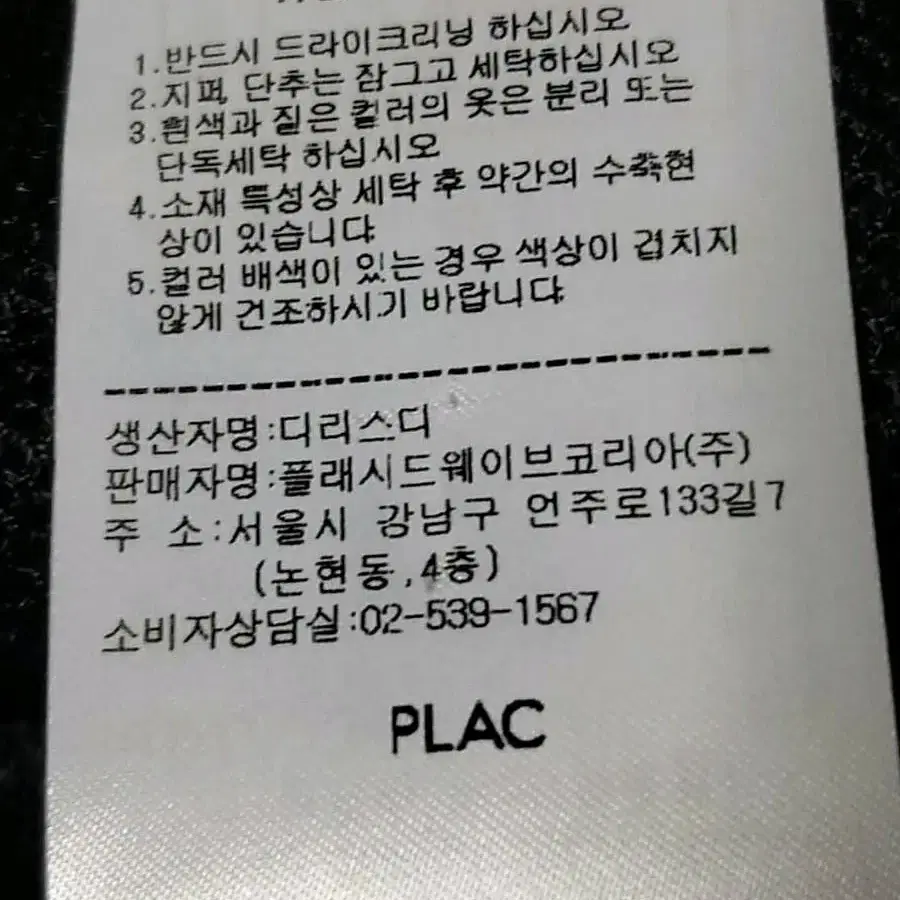 1.반드시 드라이크리닝 하십시오
2.지퍼, 단추는 잠그고 세탁하십시오
3.흰색과 짙은 컬러의 옷은 분리 또는
단독세탁 하십시오
4.소재 특성상 세탁 후 약간의 수축현
상이 있습니다
5.컬러 배색이 있는 경우 색상이 겹치지
않게 건조하시기 바랍니다
생산자명:디리스디
판매자명:플래시드웨이브코리아(주)
주 소:서울시 강남구 언주로133길7
(논현동,4층)
소비자상담실:02-539-1567
PLAC